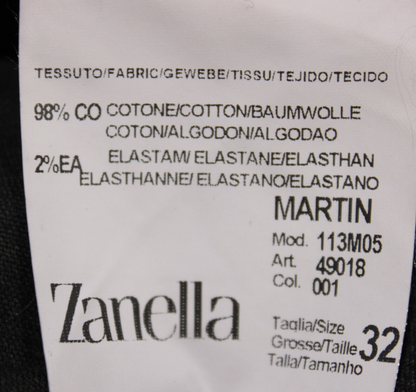 TESSUTO/FABRIC/GEWEBE/TISSU/TEJIDO/TECIDO
98% CO COTONE/COTTON/BAUMWOLLE
COTON/ALGODON/ALGODAO
2%EA ELASTAM/ELASTANE/ELASTHAN
ELASTHANNE/ELASTANO/ELASTANO
MARTIN
Mod. 113M05
Art. 49018
Col. 001
Zanella
Taglia/Size
Grosse/Taille 32
Talla/Tamanho